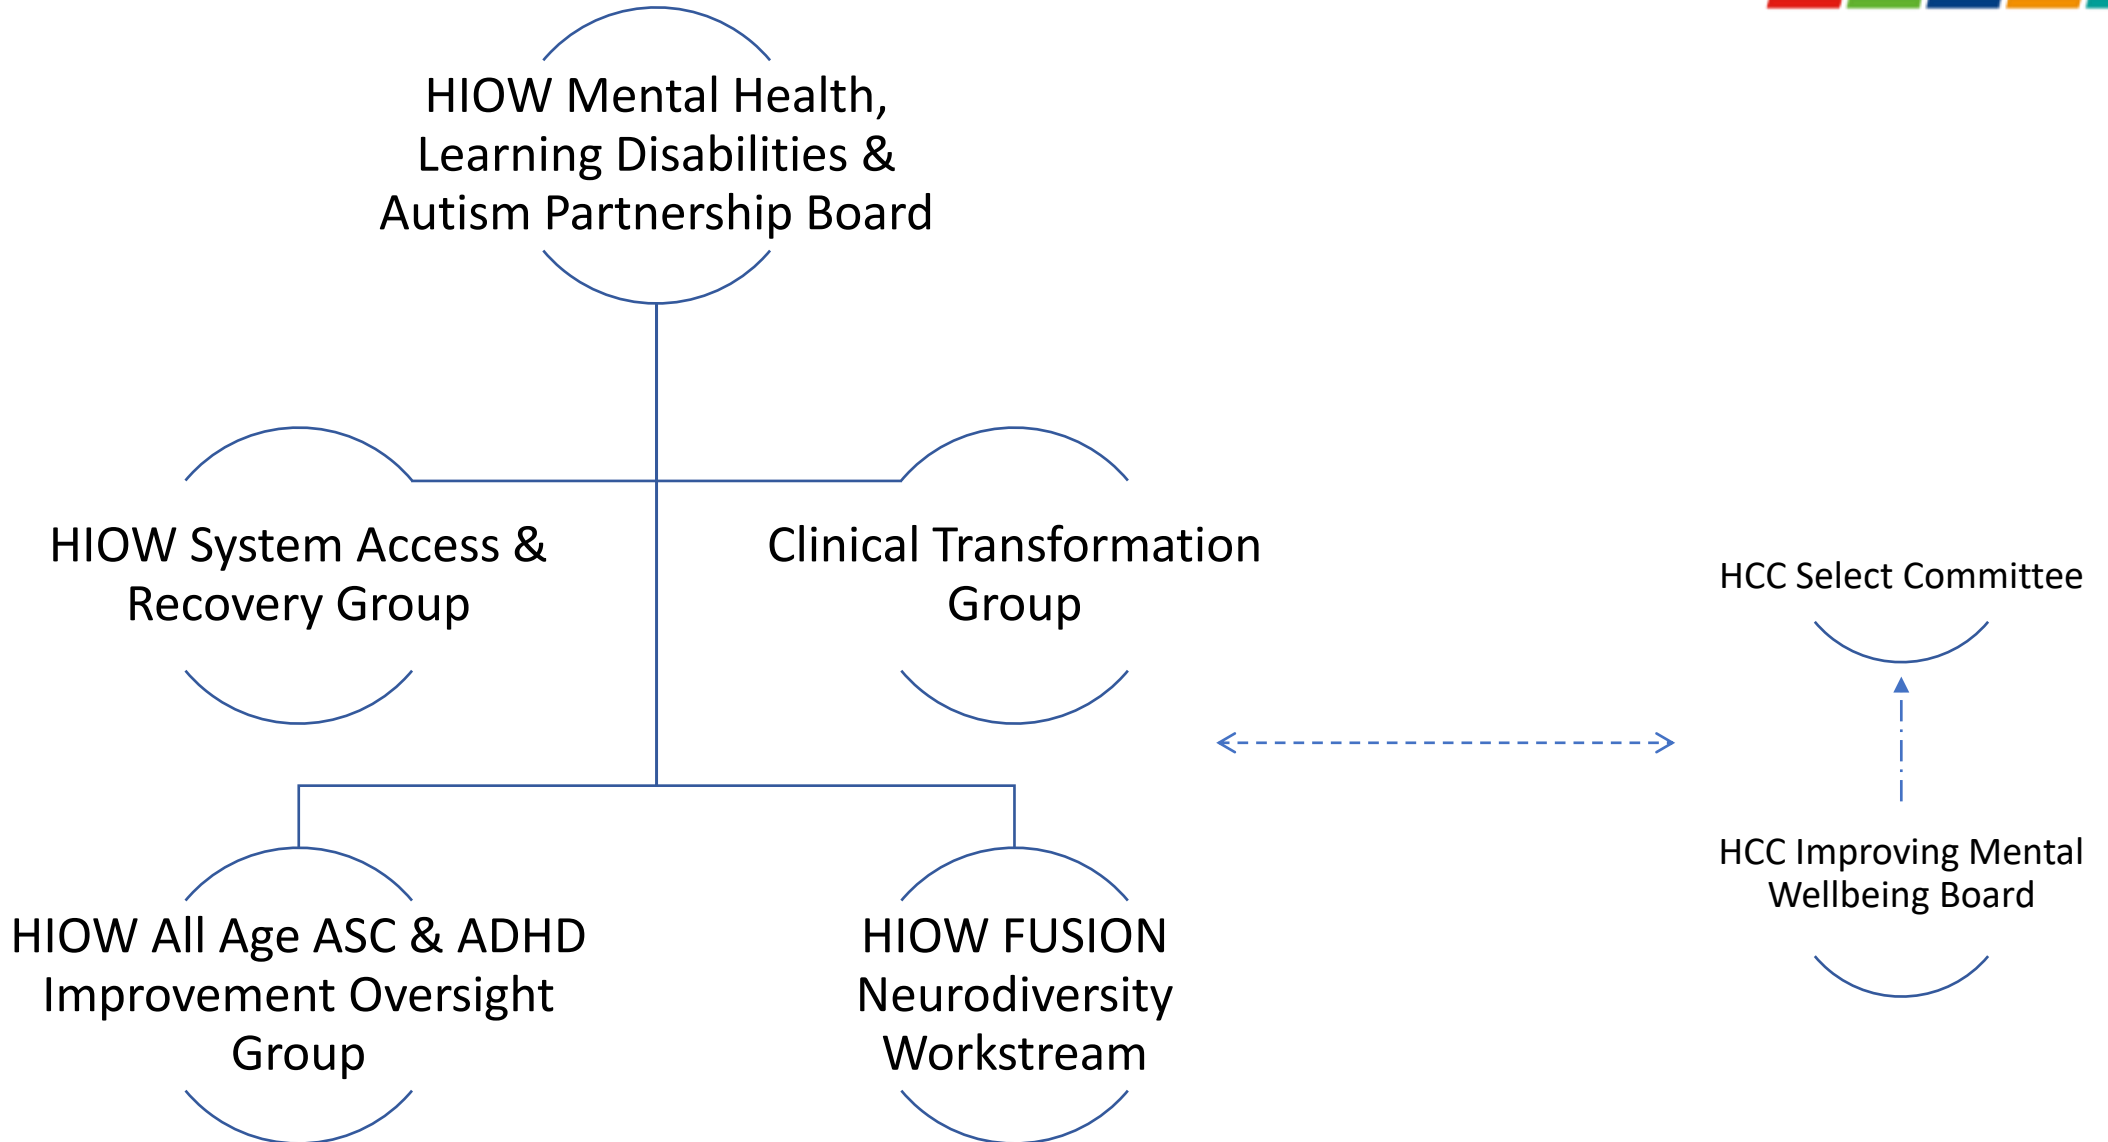 HIOW Mental Health,
Learning Disabilities &
Autism Partnership Board
HIOW System Access &
Recovery Group
Clinical Transformation
Group
HCC Select Committee
HCC Improving Mental
Wellbeing Board
HIOW All Age ASC & ADHD
Improvement Oversight
Group
HIOW FUSION
Neurodiversity
Workstream